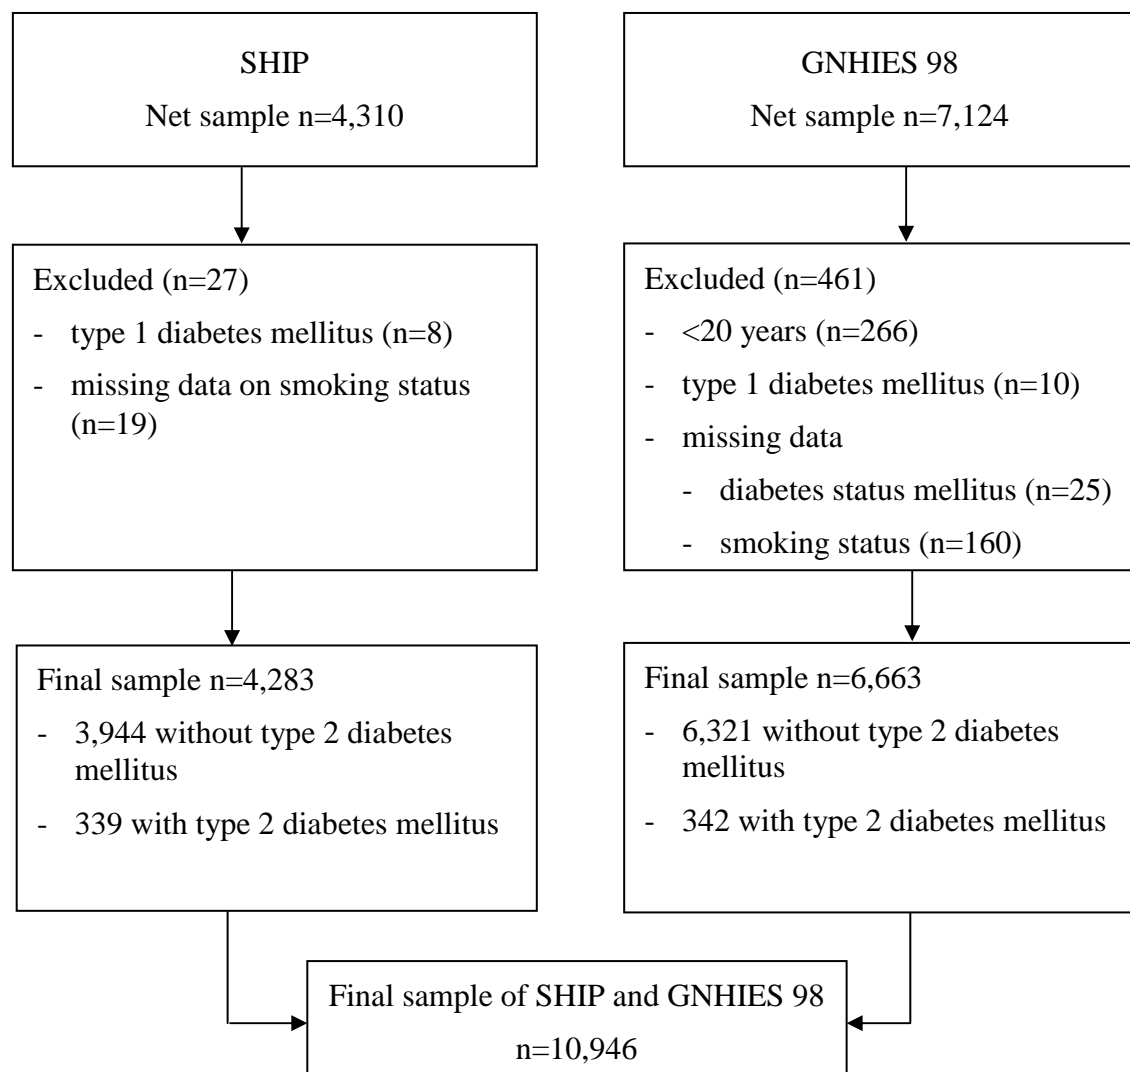 SHIP
Net sample n=4,310
GNHIES 98
Net sample n=7,124
Excluded (n=27)
- type 1 diabetes mellitus (n=8)
- missing data on smoking status
(n=19)
Excluded (n=461)
- <20 years (n=266)
- type 1 diabetes mellitus (n=10)
- missing data
- diabetes status mellitus (n=25)
- smoking status (n=160)
Final sample n=4,283
- 3,944 without type 2 diabetes
mellitus
- 339 with type 2 diabetes mellitus
Final sample n=6,663
- 6,321 without type 2 diabetes
mellitus
- 342 with type 2 diabetes mellitus
Final sample of SHIP and GNHIES 98
n=10,946